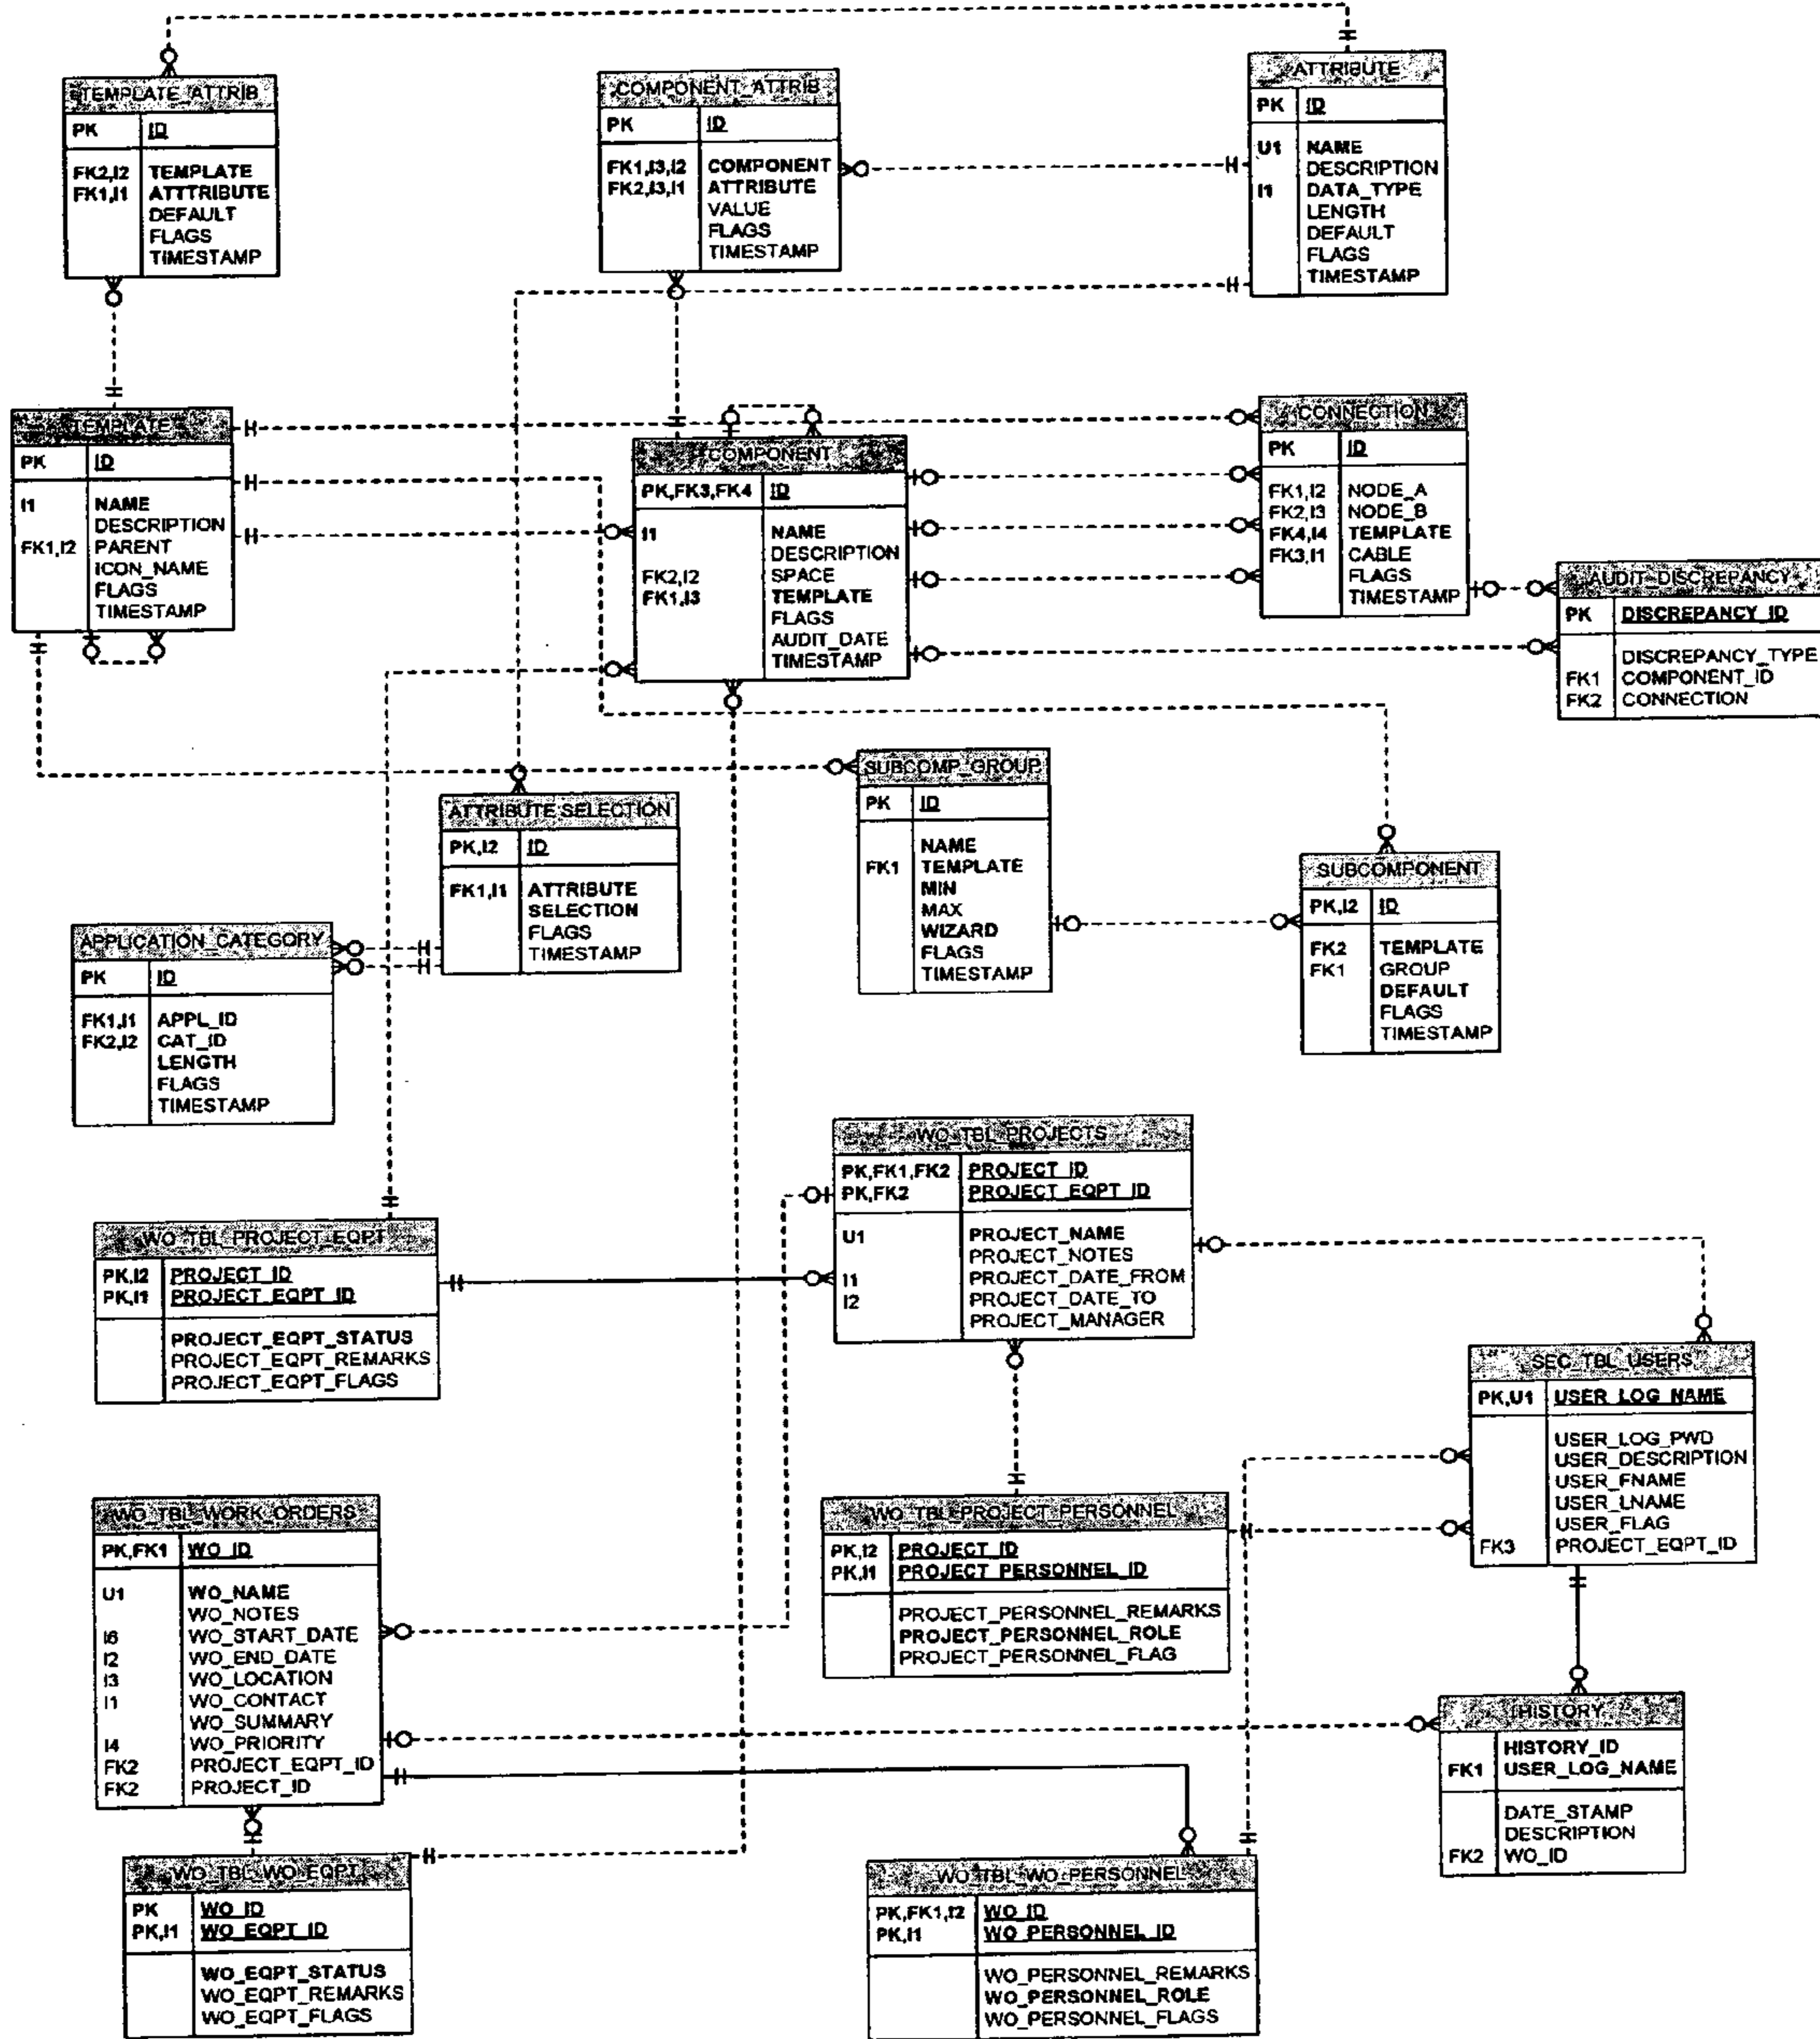 TEMPLATE_ATTRIB
PK ID
FK2,I2 TEMPLATE
FK1,I1 ATTTRIBUTE
DEFAULT
FLAGS
TIMESTAMP
COMPONENT_ATTRIB
PK ID
FK1,I3,I2 COMPONENT
FK2,I3,I1 ATTRIBUTE
VALUE
FLAGS
TIMESTAMP
ATTRIBUTE
PK ID
U1 NAME
DESCRIPTION
I1 DATA_TYPE
LENGTH
DEFAULT
FLAGS
TIMESTAMP
TEMPLATE
PK ID
I1 NAME
DESCRIPTION
FK1,I2 PARENT
ICON_NAME
FLAGS
TIMESTAMP
COMPONENT
PK,FK3,FK4 ID
I1 NAME
DESCRIPTION
FK2,I2 SPACE
FK1,I3 TEMPLATE
FLAGS
AUDIT_DATE
TIMESTAMP
CONNECTION
PK ID
FK1,I2 NODE_A
FK2,I3 NODE_B
FK4,I4 TEMPLATE
FK3,I1 CABLE
FLAGS
TIMESTAMP
AUDIT_DISCREPANCY
PK DISCREPANCY_ID
DISCREPANCY_TYPE
FK1 COMPONENT_ID
FK2 CONNECTION
SUBCOMP_GROUP
PK ID
NAME
FK1 TEMPLATE
MIN
MAX
WIZARD
FLAGS
TIMESTAMP
ATTRIBUTE SELECTION
PK,I2 ID
FK1,I1 ATTRIBUTE
SELECTION
FLAGS
TIMESTAMP
SUBCOMPONENT
PK,I2 ID
FK2 TEMPLATE
FK1 GROUP
DEFAULT
FLAGS
TIMESTAMP
APPLICATION_CATEGORY
PK ID
FK1,I1 APPL_ID
FK2,I2 CAT_ID
LENGTH
FLAGS
TIMESTAMP
WO_TBL_PROJECTS
PK,FK1,FK2 PROJECT_ID
PK,FK2 PROJECT_EQPT_ID
U1 PROJECT_NAME
PROJECT_NOTES
I1 PROJECT_DATE_FROM
I2 PROJECT_DATE_TO
PROJECT_MANAGER
WO_TBL_PROJECT_EQPT
PK,I2 PROJECT_ID
PK,I1 PROJECT_EQPT_ID
PROJECT_EQPT_STATUS
PROJECT_EQPT_REMARKS
PROJECT_EQPT_FLAGS
SEC_TBL_USERS
PK,U1 USER_LOG_NAME
USER_LOG_PWD
USER_DESCRIPTION
USER_FNAME
USER_LNAME
USER_FLAG
FK3 PROJECT_EQPT_ID
WO_TBL_WORK_ORDERS
PK,FK1 WO_ID
U1 WO_NAME
WO_NOTES
I6 WO_START_DATE
I2 WO_END_DATE
I3 WO_LOCATION
I1 WO_CONTACT
WO_SUMMARY
I4 WO_PRIORITY
FK2 PROJECT_EQPT_ID
FK2 PROJECT_ID
WO_TBL_PROJECT_PERSONNEL
PK,I2 PROJECT_ID
PK,I1 PROJECT_PERSONNEL_ID
PROJECT_PERSONNEL_REMARKS
PROJECT_PERSONNEL_ROLE
PROJECT_PERSONNEL_FLAG
HISTORY
HISTORY_ID
FK1 USER_LOG_NAME
DATE_STAMP
DESCRIPTION
FK2 WO_ID
WO_TBL_WO_EQPT
PK WO_ID
PK,I1 WO_EQPT_ID
WO_EQPT_STATUS
WO_EQPT_REMARKS
WO_EQPT_FLAGS
WO_TBL_WO_PERSONNEL
PK,FK1,I2 WO_ID
PK,I1 WO_PERSONNEL_ID
WO_PERSONNEL_REMARKS
WO_PERSONNEL_ROLE
WO_PERSONNEL_FLAGS